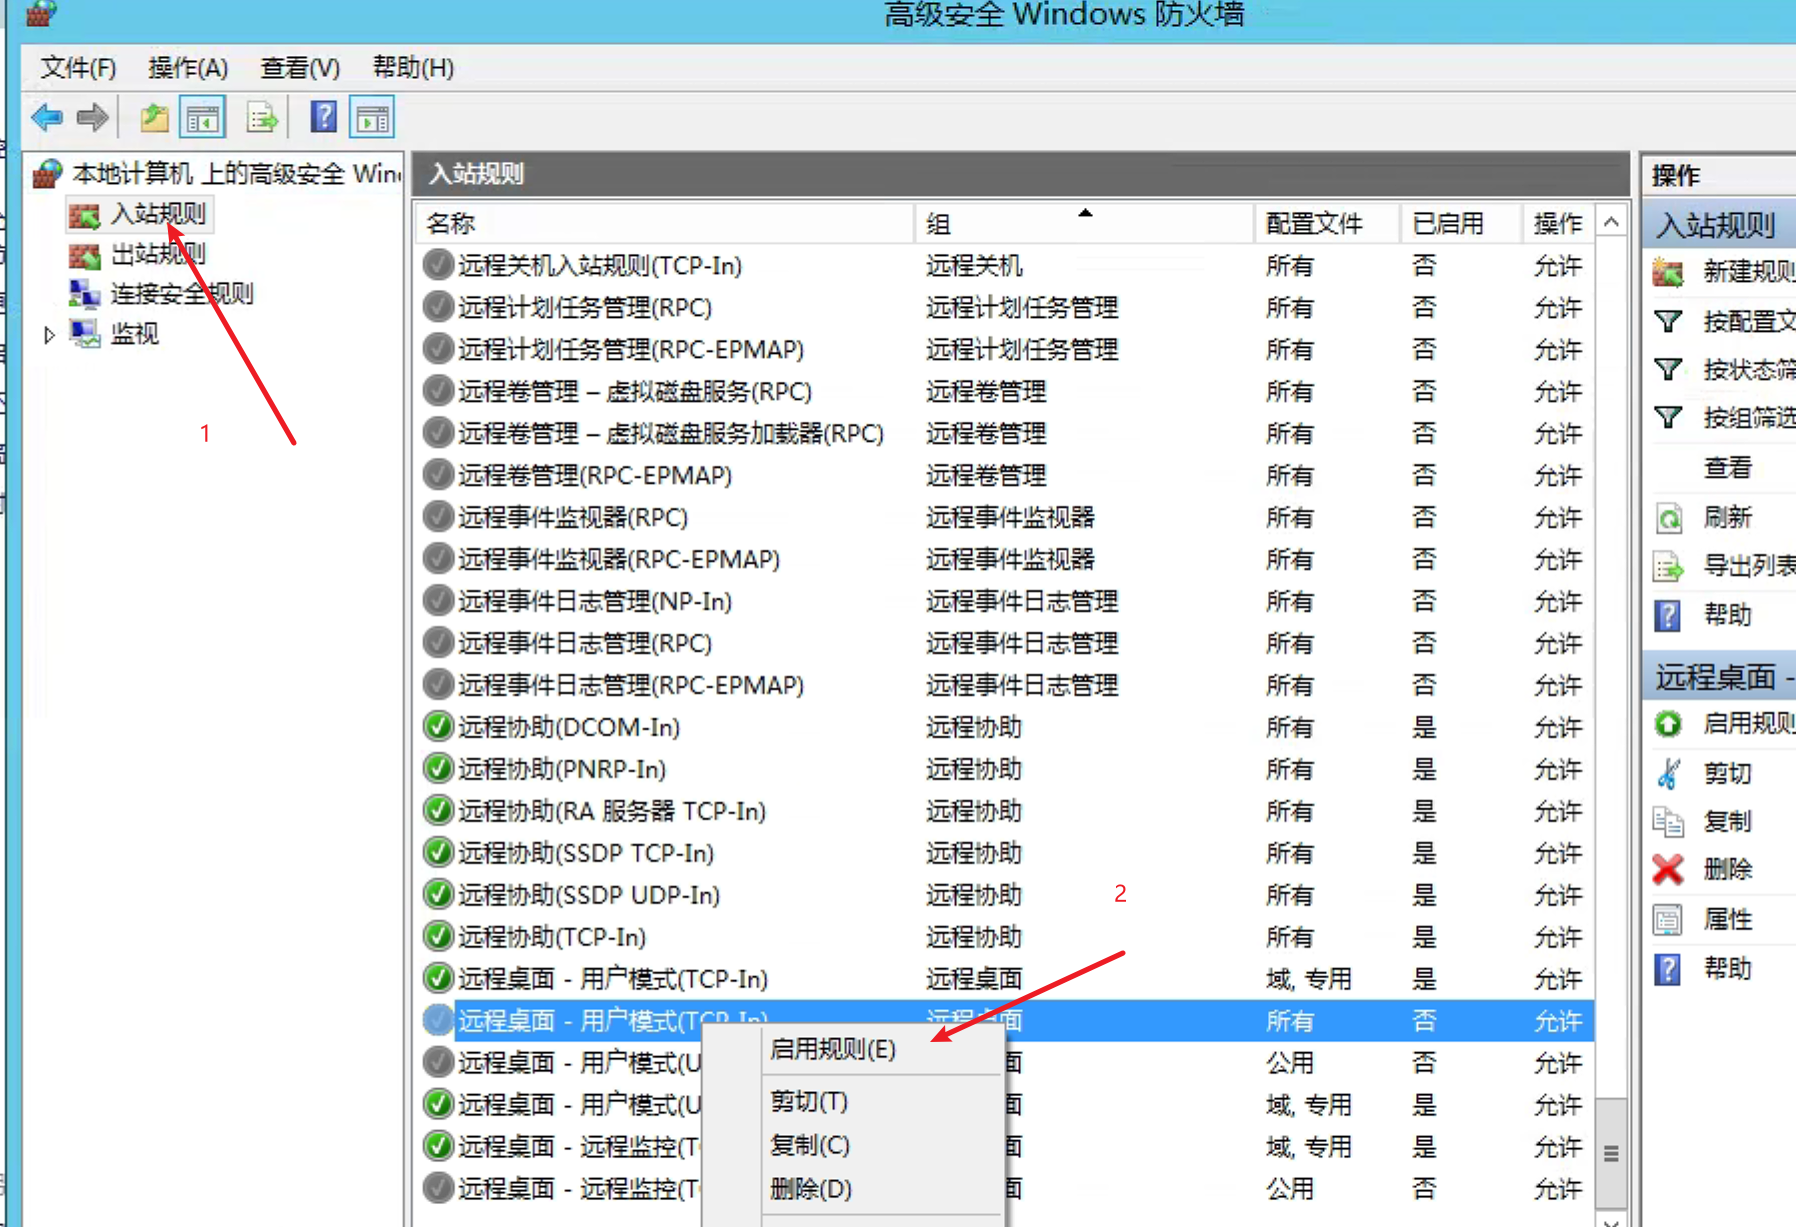 高级安全 Windows 防火墙
文件(F) 操作(A) 查看(V) 帮助(H)
本地计算机 上的高级安全 Win
入站规则
出站规则
连接安全规则
监视
1
入站规则
名称 组 配置文件 已启用 操作
远程关机入站规则(TCP-In) 远程关机 所有 否 允许
远程计划任务管理(RPC) 远程计划任务管理 所有 否 允许
远程计划任务管理(RPC-EPMAP) 远程计划任务管理 所有 否 允许
远程卷管理 – 虚拟磁盘服务(RPC) 远程卷管理 所有 否 允许
远程卷管理 – 虚拟磁盘服务加载器(RPC) 远程卷管理 所有 否 允许
远程卷管理(RPC-EPMAP) 远程卷管理 所有 否 允许
远程事件监视器(RPC) 远程事件监视器 所有 否 允许
远程事件监视器(RPC-EPMAP) 远程事件监视器 所有 否 允许
远程事件日志管理(NP-In) 远程事件日志管理 所有 否 允许
远程事件日志管理(RPC) 远程事件日志管理 所有 否 允许
远程事件日志管理(RPC-EPMAP) 远程事件日志管理 所有 否 允许
远程协助(DCOM-In) 远程协助 所有 是 允许
远程协助(PNRP-In) 远程协助 所有 是 允许
远程协助(RA 服务器 TCP-In) 远程协助 所有 是 允许
远程协助(SSDP TCP-In) 远程协助 所有 是 允许
远程协助(SSDP UDP-In) 远程协助 所有 是 允许
2
远程协助(TCP-In) 远程协助 所有 是 允许
远程桌面 - 用户模式(TCP-In) 远程桌面 域, 专用 是 允许
远程桌面 - 用户模式(TCP-In) 远程桌面 所有 否 允许
远程桌面 - 用户模式(U 面 公用 否 允许
远程桌面 - 用户模式(U 面 域, 专用 是 允许
远程桌面 - 远程监控(T 面 域, 专用 是 允许
远程桌面 - 远程监控(T 面 公用 否 允许
启用规则(E)
剪切(T)
复制(C)
删除(D)
操作
入站规则
新建规则
按配置文
按状态筛
按组筛选
查看
刷新
导出列表
帮助
远程桌面 -
启用规则
剪切
复制
删除
属性
帮助